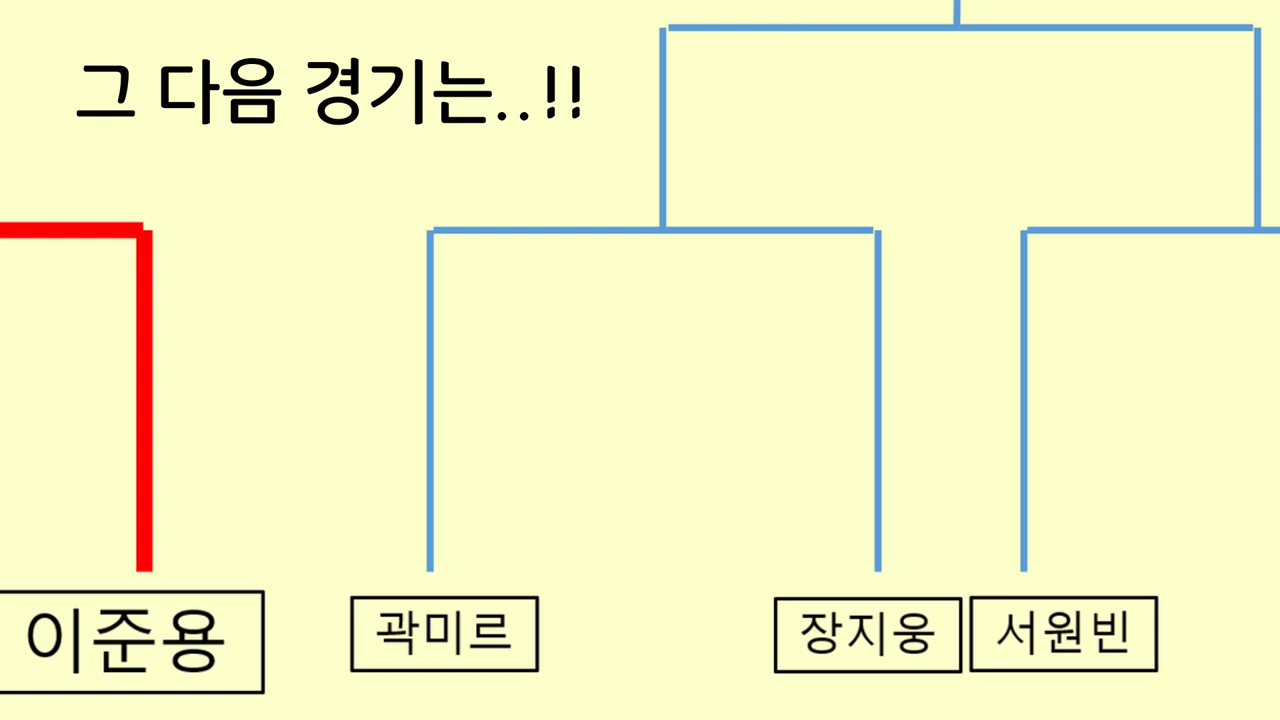 그 다음 경기는..!!
이준용
곽미르
장지웅
서원빈